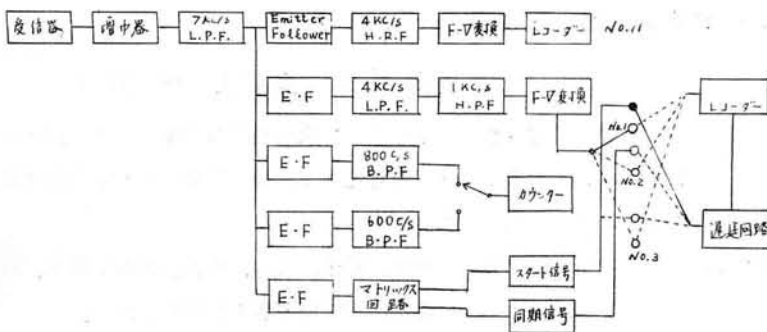 受信器
増巾器
7KC/S
L.P.F.
Emitter
Follower
4KC/S
H.P.F
F-V変換
レコーダー
NO.11
E・F
4KC/S
L.P.F.
1KC,S
H.P.F
F-V変換
E・F
800C,S
B.P.F
カウンター
E・F
600C/S
B・P・F
E・F
マトリックス
回路
スタート信号
同期信号
NO.1
NO.2
NO.3
レコーダー
遅延回路